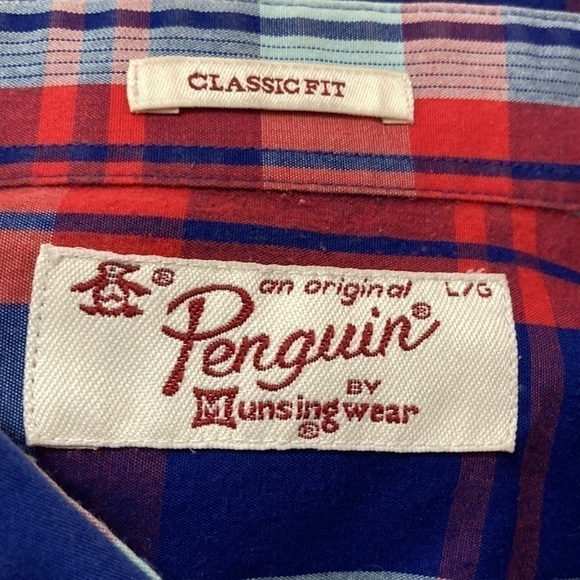 CLASSIC FIT
® an original L/G
Penguin®
BY
Munsingwear
®